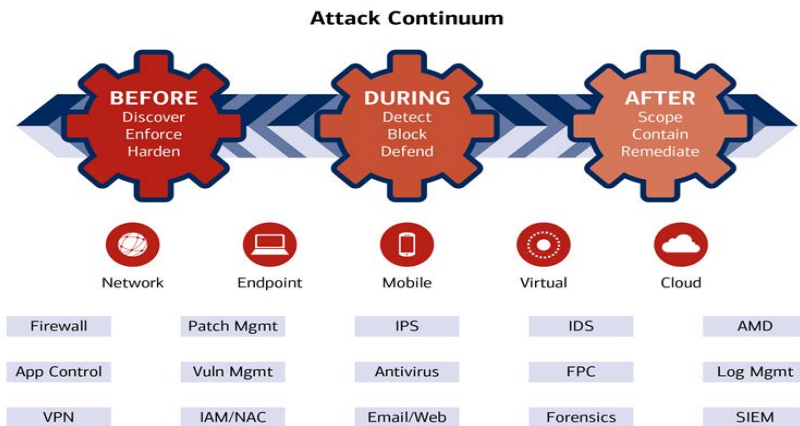 Attack Continuum
BEFORE
Discover
Enforce
Harden
DURING
Detect
Block
Defend
AFTER
Scope
Contain
Remediate
Network
Endpoint
Mobile
Virtual
Cloud
Firewall
Patch Mgmt
IPS
IDS
AMD
App Control
Vuln Mgmt
Antivirus
FPC
Log Mgmt
VPN
IAM/NAC
Email/Web
Forensics
SIEM